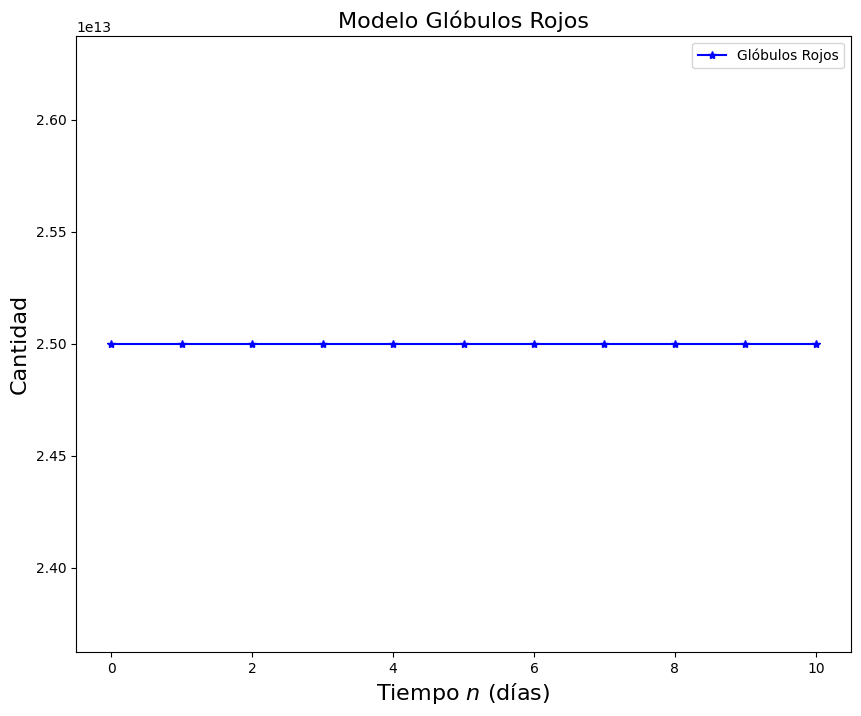 Modelo Glóbulos Rojos
1e13
Glóbulos Rojos
2.60
2.55
2.50
2.45
2.40
Cantidad
0 2 4 6 8 10
Tiempo n (días)